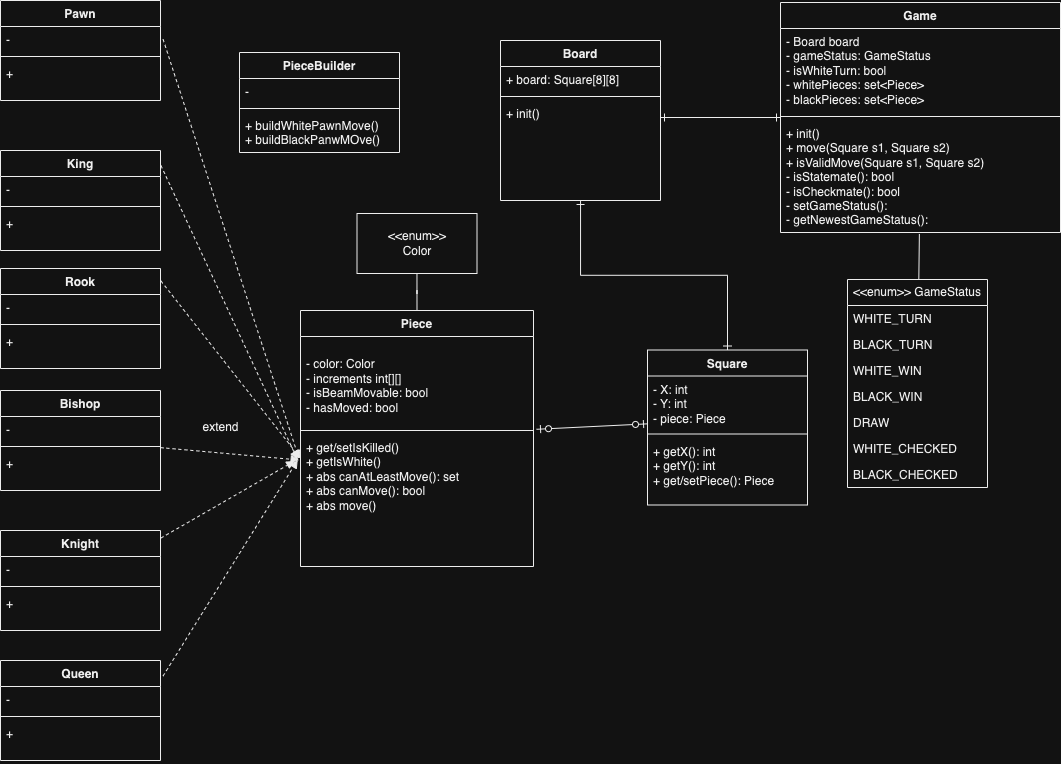 Pawn
-
+
King
-
+
Rook
-
+
Bishop
-
+
Knight
-
+
Queen
-
+
extend
PieceBuilder
-
+ buildWhitePawnMove()
+ buildBlackPanwMOve()
<<enum>>
Color
Piece
- color: Color
- increments int[][]
- isBeamMovable: bool
- hasMoved: bool
+ get/setIsKilled()
+ getIsWhite()
+ abs canAtLeastMove(): set
+ abs canMove(): bool
+ abs move()
Board
+ board: Square[8][8]
+ init()
Square
- X: int
- Y: int
- piece: Piece
+ getX(): int
+ getY(): int
+ get/setPiece(): Piece
Game
- Board board
- gameStatus: GameStatus
- isWhiteTurn: bool
- whitePieces: set<Piece>
- blackPieces: set<Piece>
+ init()
+ move(Square s1, Square s2)
+ isValidMove(Square s1, Square s2)
- isStatemate(): bool
- isCheckmate(): bool
- setGameStatus():
- getNewestGameStatus():
<<enum>> GameStatus
WHITE_TURN
BLACK_TURN
WHITE_WIN
BLACK_WIN
DRAW
WHITE_CHECKED
BLACK_CHECKED